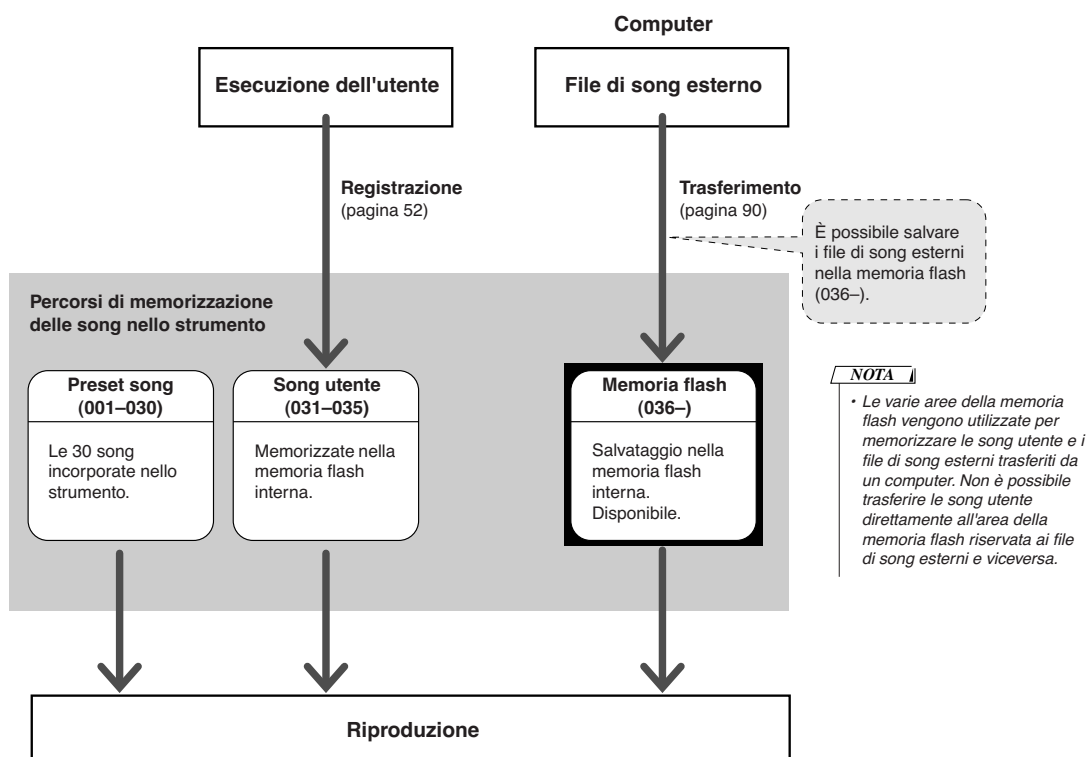 Computer
Esecuzione dell'utente
File di song esterno
Registrazione
(pagina 52)
Trasferimento
(pagina 90)
È possibile salvare
i file di song esterni
nella memoria flash
(036–).
Percorsi di memorizzazione
delle song nello strumento
Preset song
(001–030)
Le 30 song
incorporate nello
strumento.
Song utente
(031–035)
Memorizzate nella
memoria flash
interna.
Memoria flash
(036–)
Salvataggio nella
memoria flash
interna.
Disponibile.
NOTA
• Le varie aree della memoria
flash vengono utilizzate per
memorizzare le song utente e i
file di song esterni trasferiti da
un computer. Non è possibile
trasferire le song utente
direttamente all'area della
memoria flash riservata ai file
di song esterni e viceversa.
Riproduzione